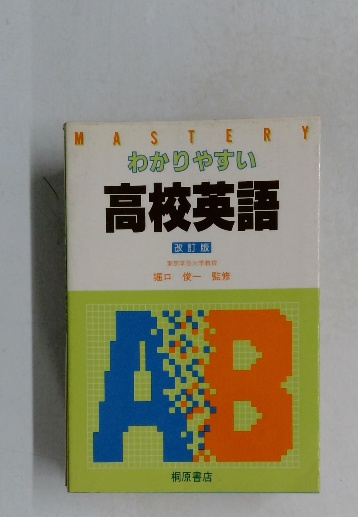 MASTERY
わかりやすい
高校英語
改訂版
東京学芸大学教授
堀口 俊一 監修
AB
桐原書店